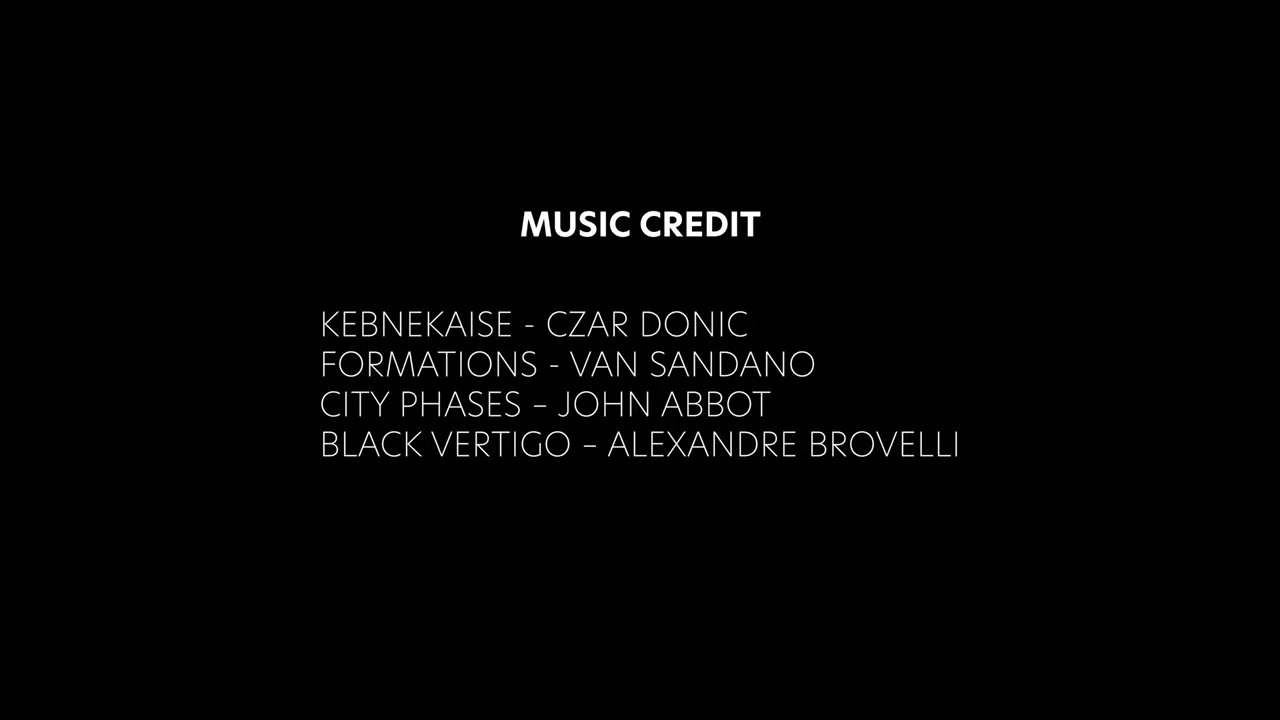 MUSIC CREDIT
KEBNEKAISE - CZAR DONIC
FORMATIONS - VAN SANDANO
CITY PHASES – JOHN ABBOT
BLACK VERTIGO – ALEXANDRE BROVELLI